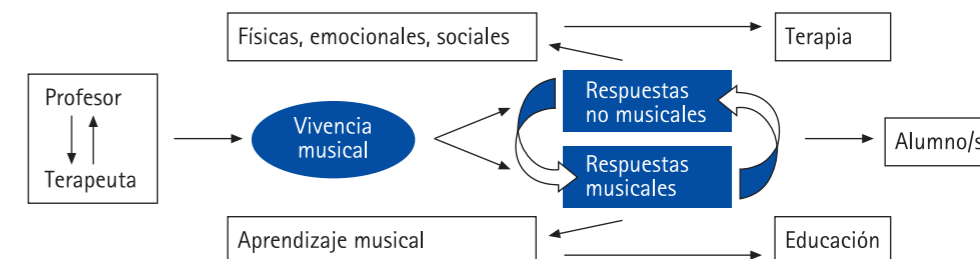 Físicas, emocionales, sociales
Terapia
Profesor
Terapeuta
Vivencia
musical
Respuestas
no musicales
Respuestas
musicales
Alumno/s
Aprendizaje musical
Educación